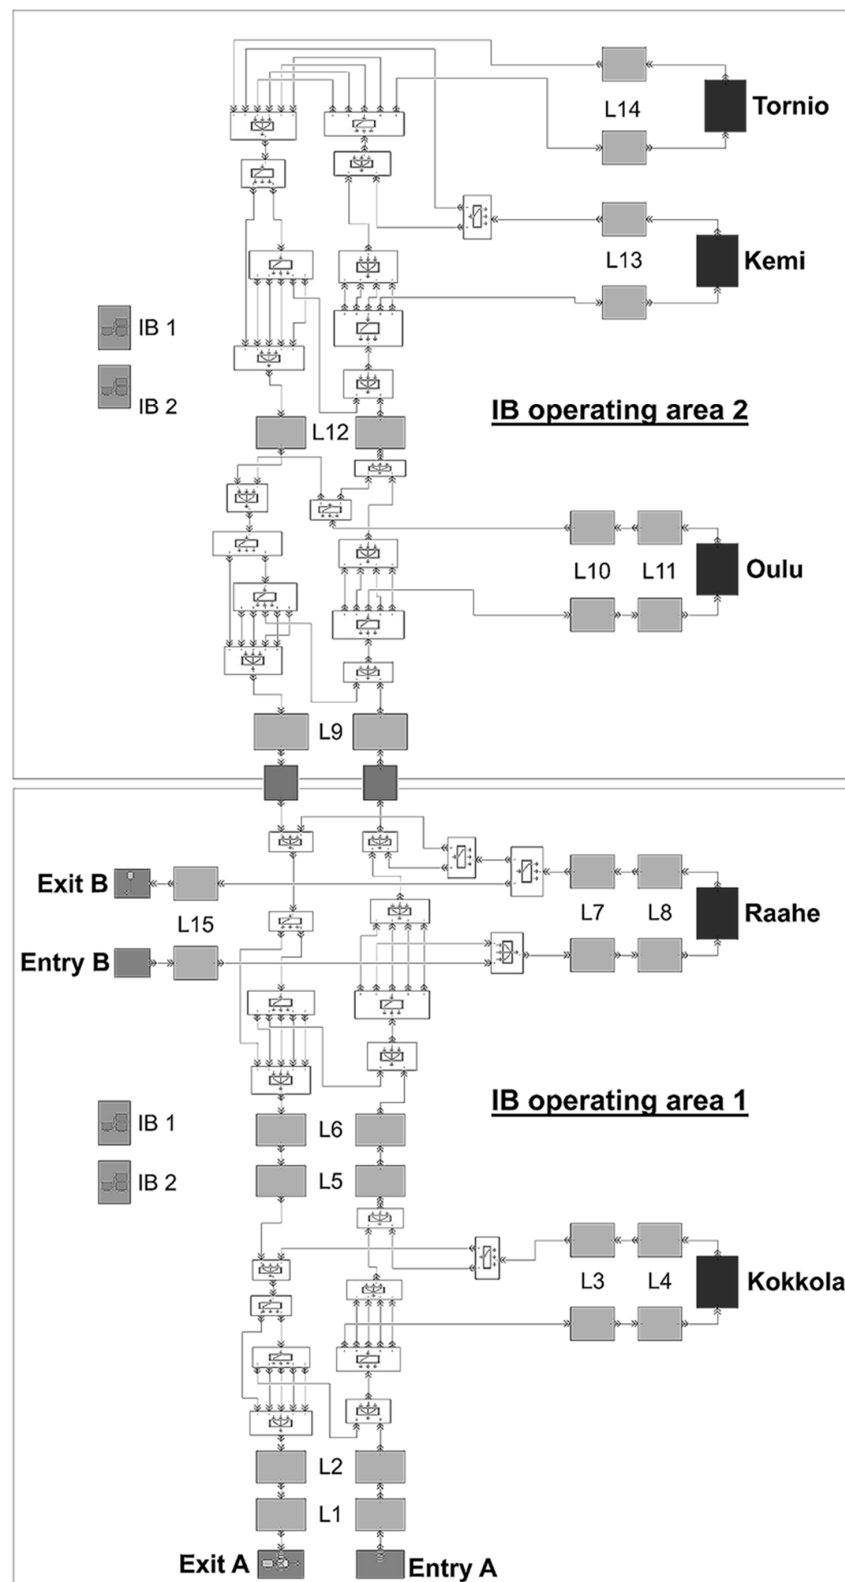 L14
Tornio
L13
Kemi
IB 1
IB 2
IB operating area 2
L12
L10
L11
Oulu
L9
Exit B
L15
Entry B
L7
L8
Raahe
IB operating area 1
IB 1
IB 2
L6
L5
L3
L4
Kokkola
L2
L1
Exit A
Entry A